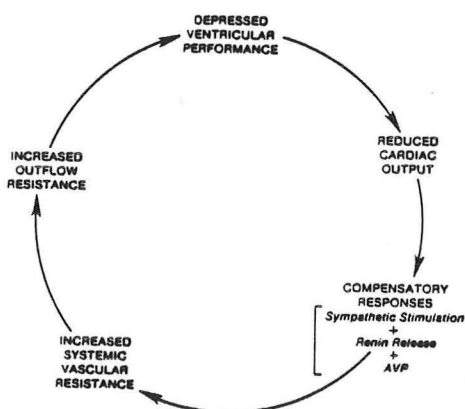 DEPRESSED
VENTRICULAR
PERFORMANCE
REDUCED
CARDIAC
OUTPUT
COMPENSATORY
RESPONSES
Sympathetic Stimulation
+
Renin Release
+
AVP
INCREASED
SYSTEMIC
VASCULAR
RESISTANCE
INCREASED
OUTFLOW
RESISTANCE